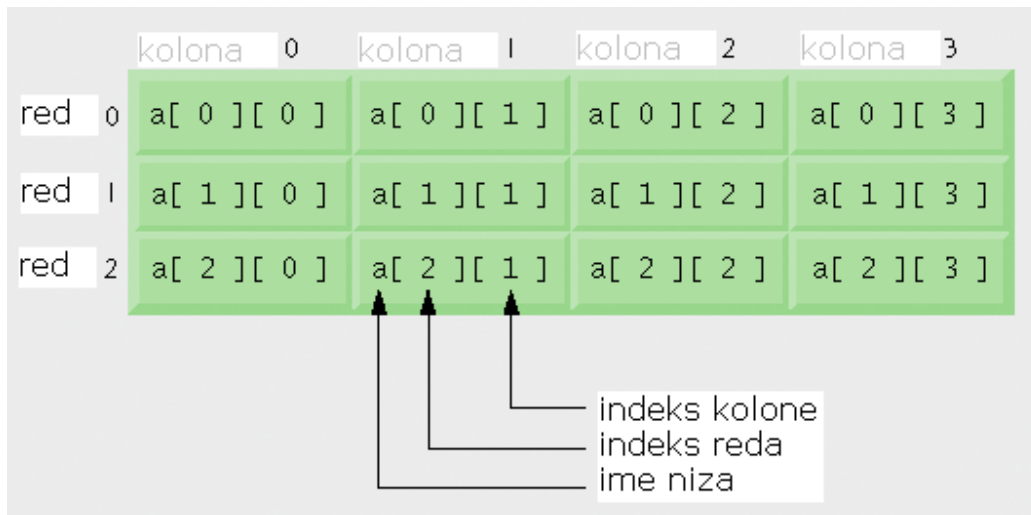 kolona 0 kolona 1 kolona 2 kolona 3
red 0 a[ 0 ][ 0 ] a[ 0 ][ 1 ] a[ 0 ][ 2 ] a[ 0 ][ 3 ]
red 1 a[ 1 ][ 0 ] a[ 1 ][ 1 ] a[ 1 ][ 2 ] a[ 1 ][ 3 ]
red 2 a[ 2 ][ 0 ] a[ 2 ][ 1 ] a[ 2 ][ 2 ] a[ 2 ][ 3 ]
indeks kolone
indeks reda
ime niza